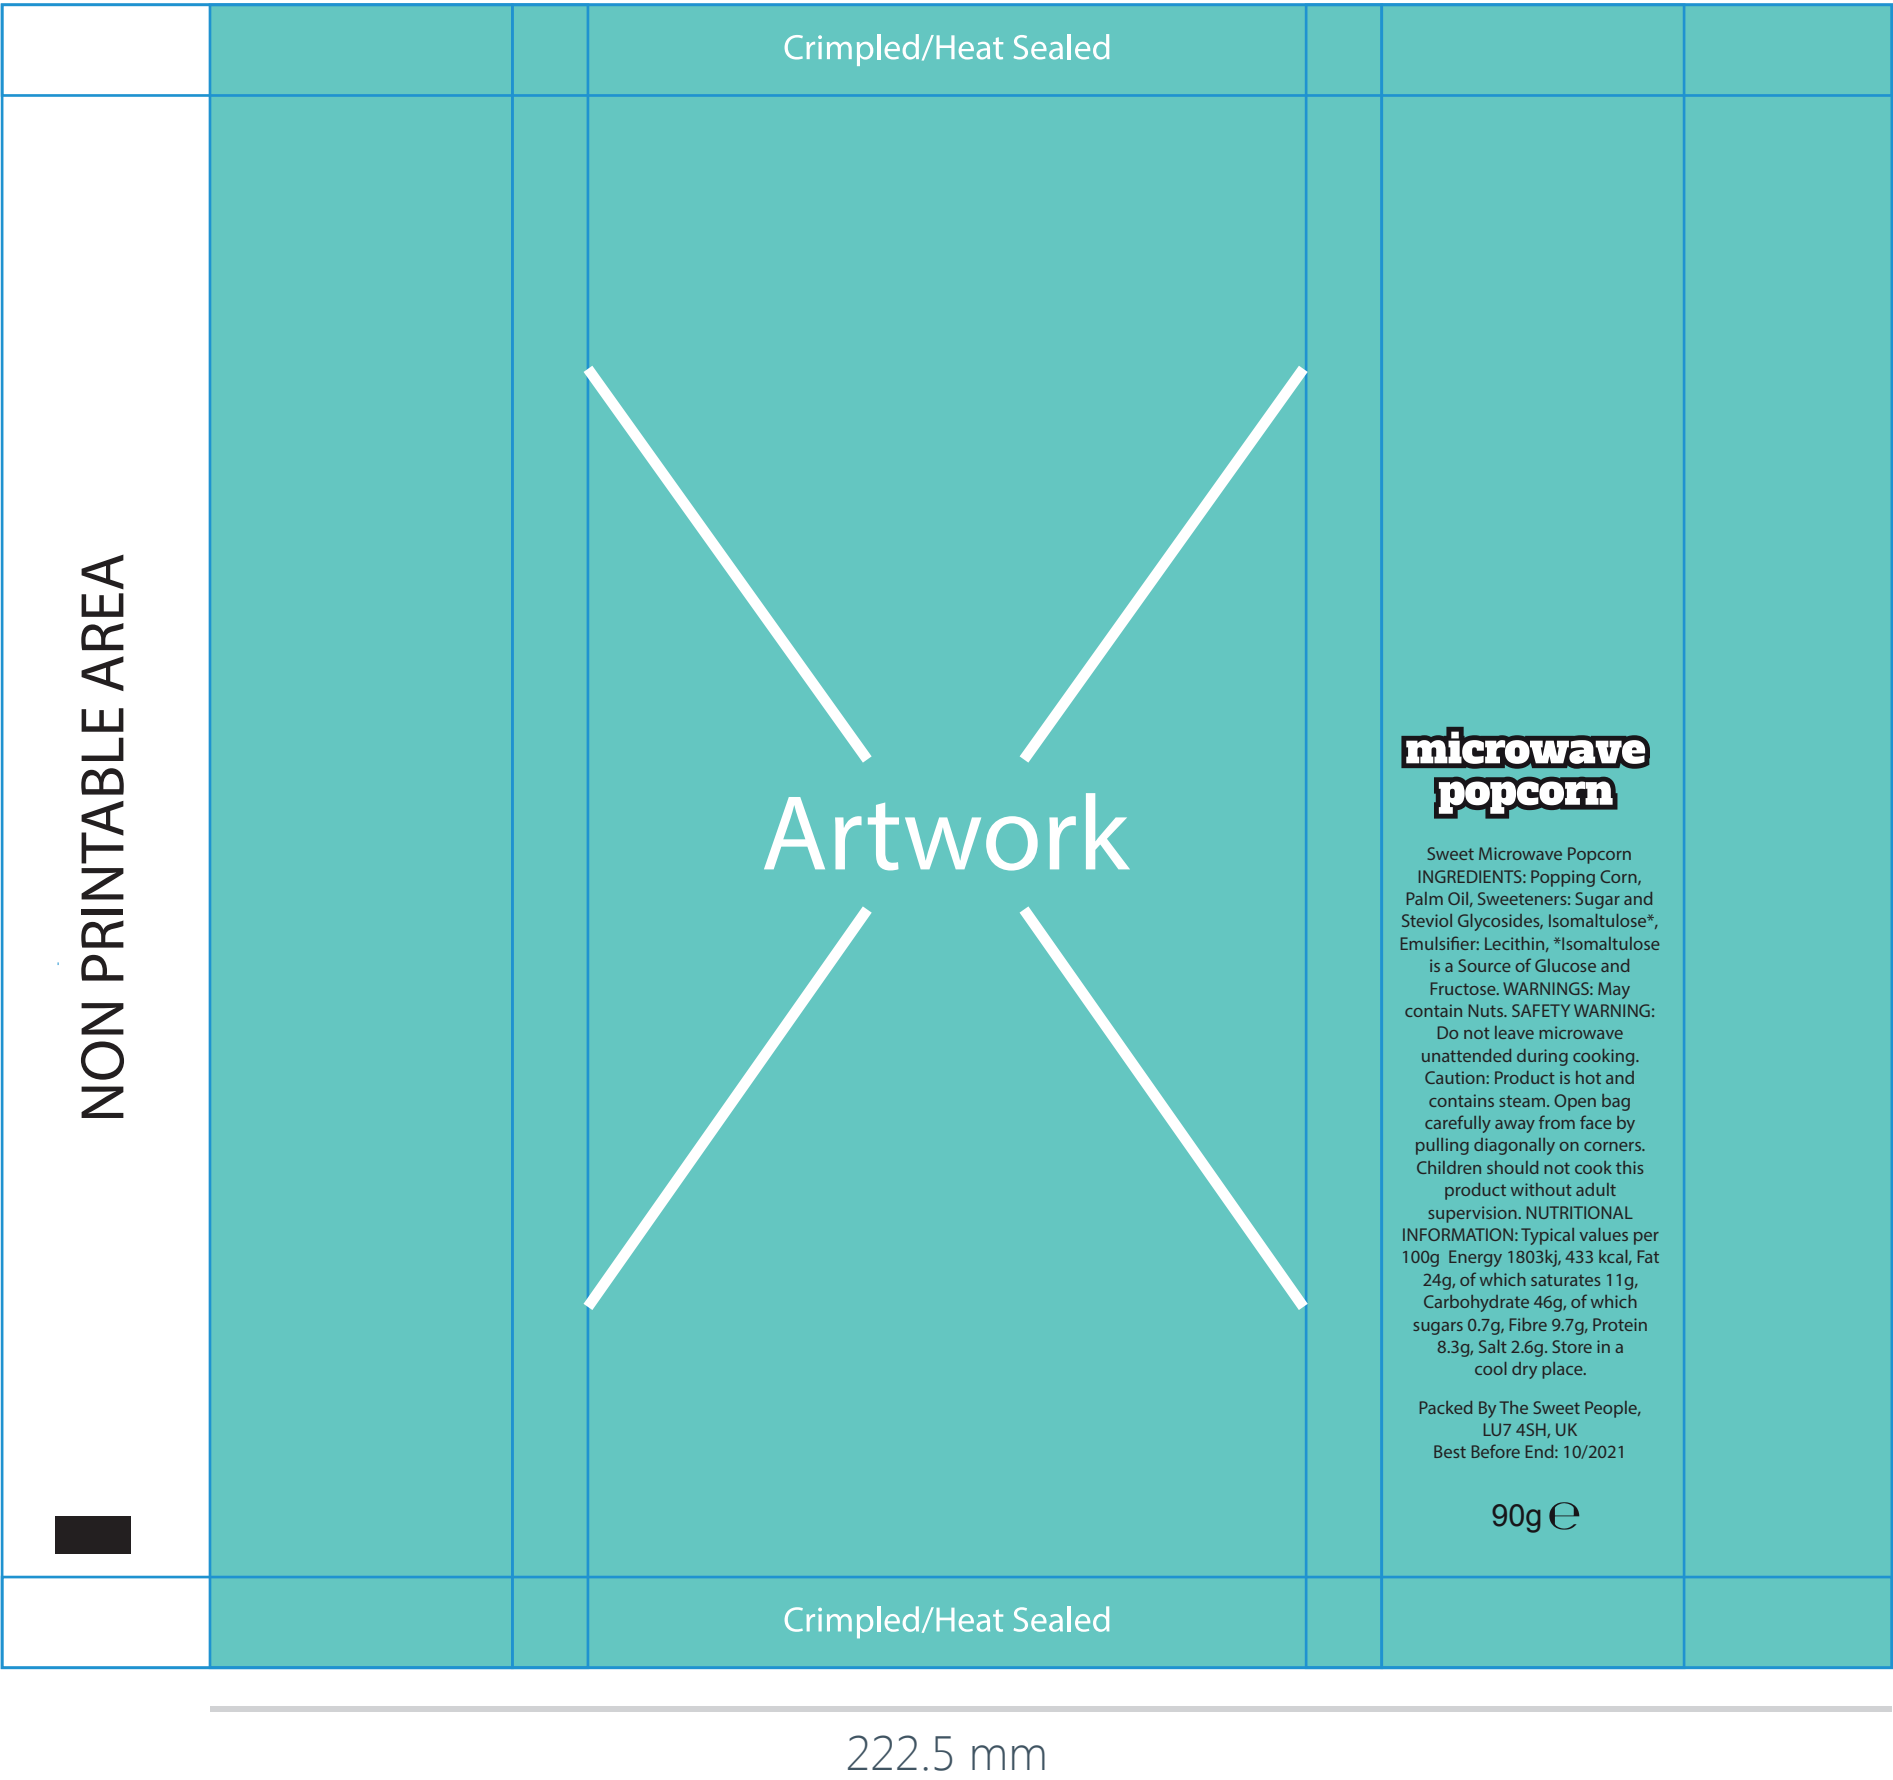 Crimpled/Heat Sealed
NON PRINTABLE AREA
Artwork
microwave
popcorn
Sweet Microwave Popcorn
INGREDIENTS: Popping Corn,
Palm Oil, Sweeteners: Sugar and
Steviol Glycosides, Isomaltulose*,
Emulsifier: Lecithin, *Isomaltulose
is a Source of Glucose and
Fructose. WARNINGS: May
contain Nuts. SAFETY WARNING:
Do not leave microwave
unattended during cooking.
Caution: Product is hot and
contains steam. Open bag
carefully away from face by
pulling diagonally on corners.
Children should not cook this
product without adult
supervision. NUTRITIONAL
INFORMATION: Typical values per
100g  Energy 1803kj, 433 kcal, Fat
24g, of which saturates 11g,
Carbohydrate 46g, of which
sugars 0.7g, Fibre 9.7g, Protein
8.3g, Salt 2.6g. Store in a
cool dry place.
Packed By The Sweet People,
LU7 4SH, UK
Best Before End: 10/2021
90g ℮
Crimpled/Heat Sealed
222.5 mm